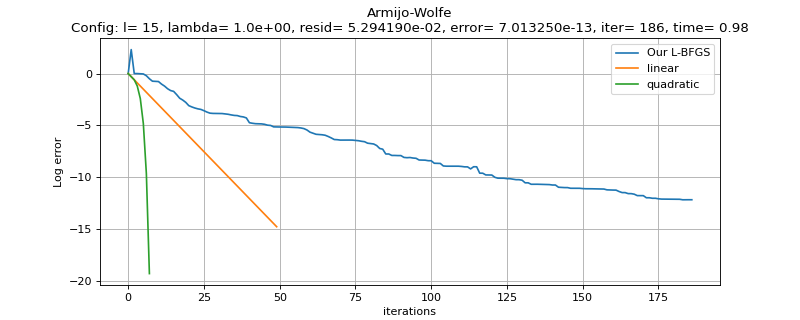 Armijo-Wolfe
Config: l= 15, lambda= 1.0e+00, resid= 5.294190e-02, error= 7.013250e-13, iter= 186, time= 0.98
Our L-BFGS
linear
quadratic
Log error
0
−5
−10
−15
−20
0 25 50 75 100 125 150 175
iterations